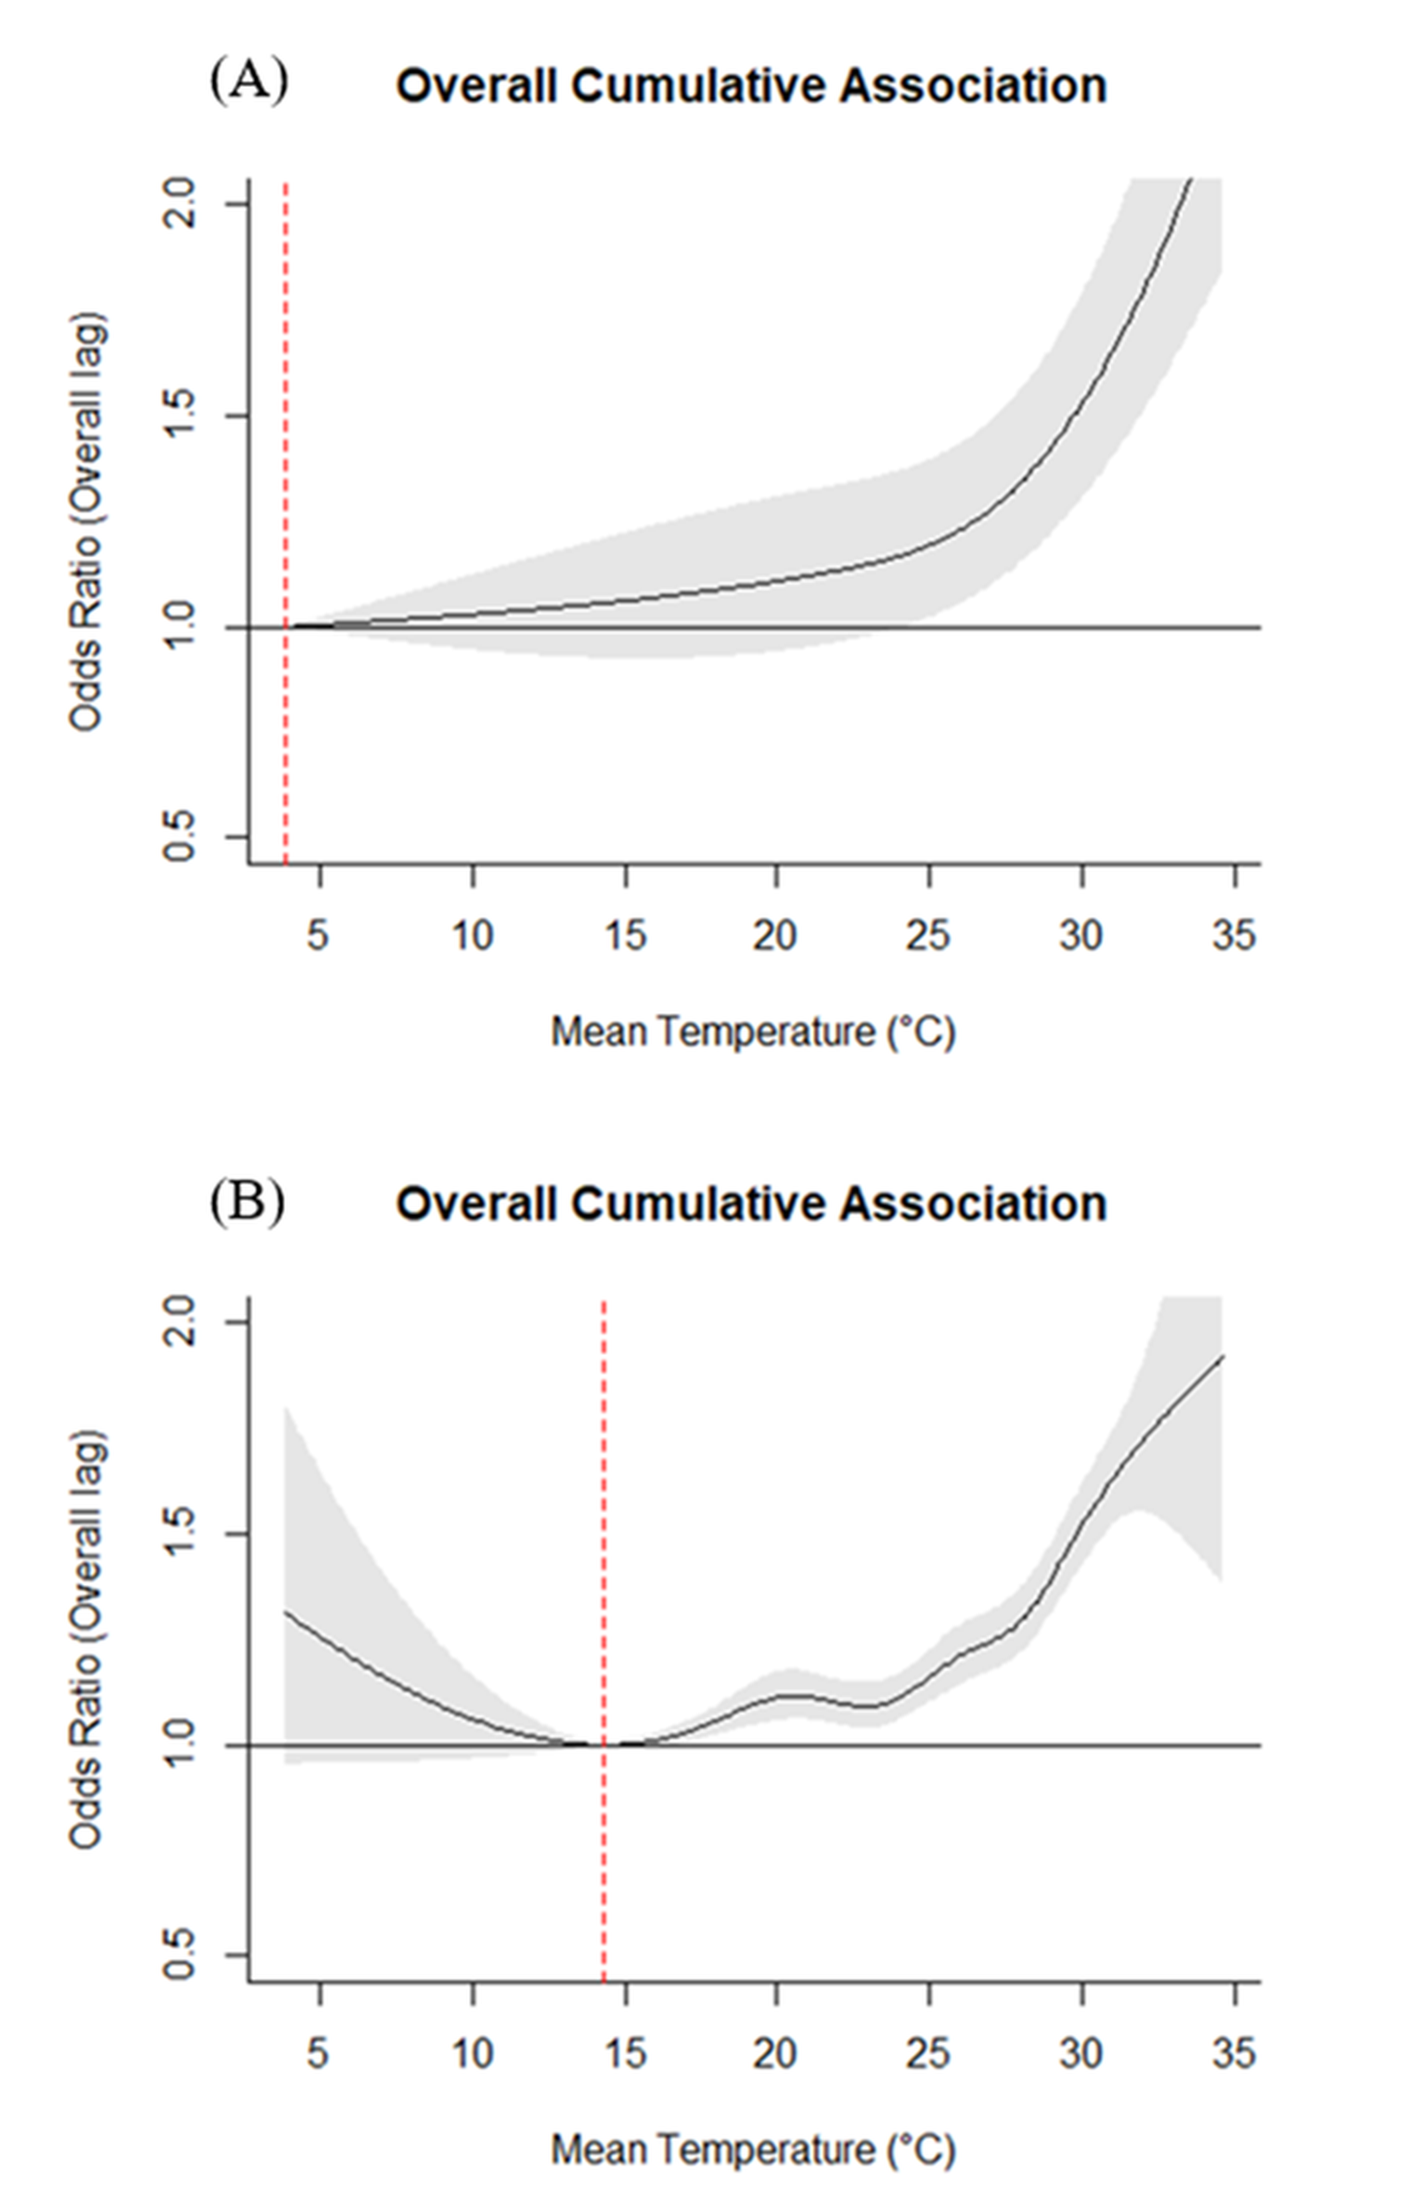 (A) Overall Cumulative Association
2.0
1.5
1.0
0.5
Odds Ratio (Overall lag)
5 10 15 20 25 30 35
Mean Temperature (°C)
(B) Overall Cumulative Association
2.0
1.5
1.0
0.5
Odds Ratio (Overall lag)
5 10 15 20 25 30 35
Mean Temperature (°C)